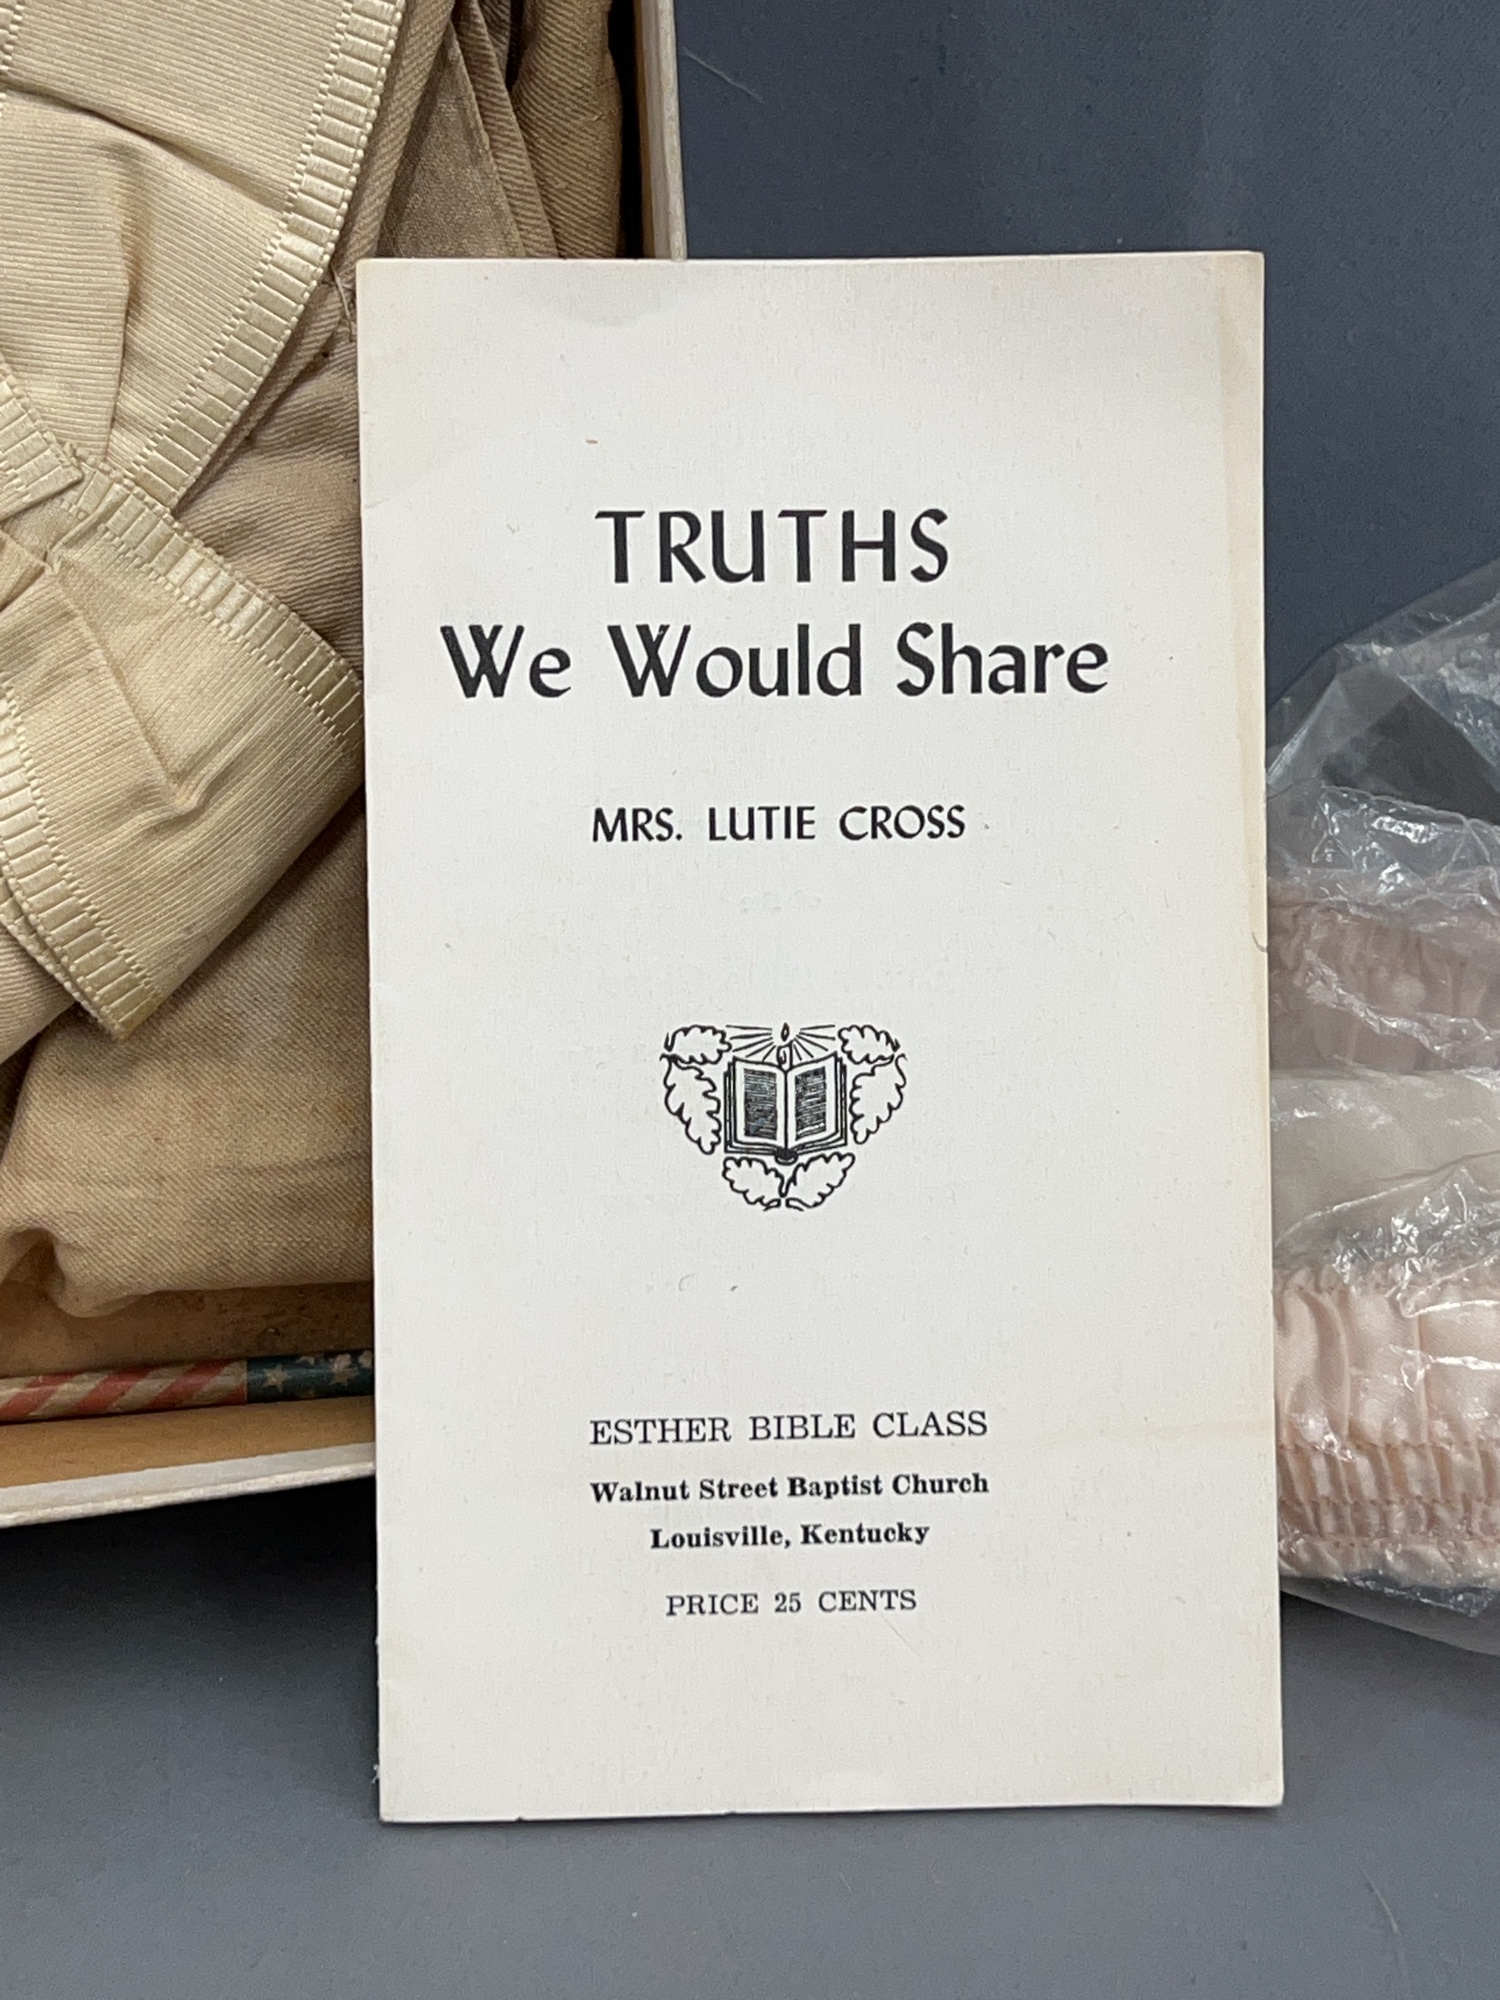 TRUTHS
We Would Share
MRS. LUTIE CROSS
ESTHER BIBLE CLASS
Walnut Street Baptist Church
Louisville, Kentucky
PRICE 25 CENTS